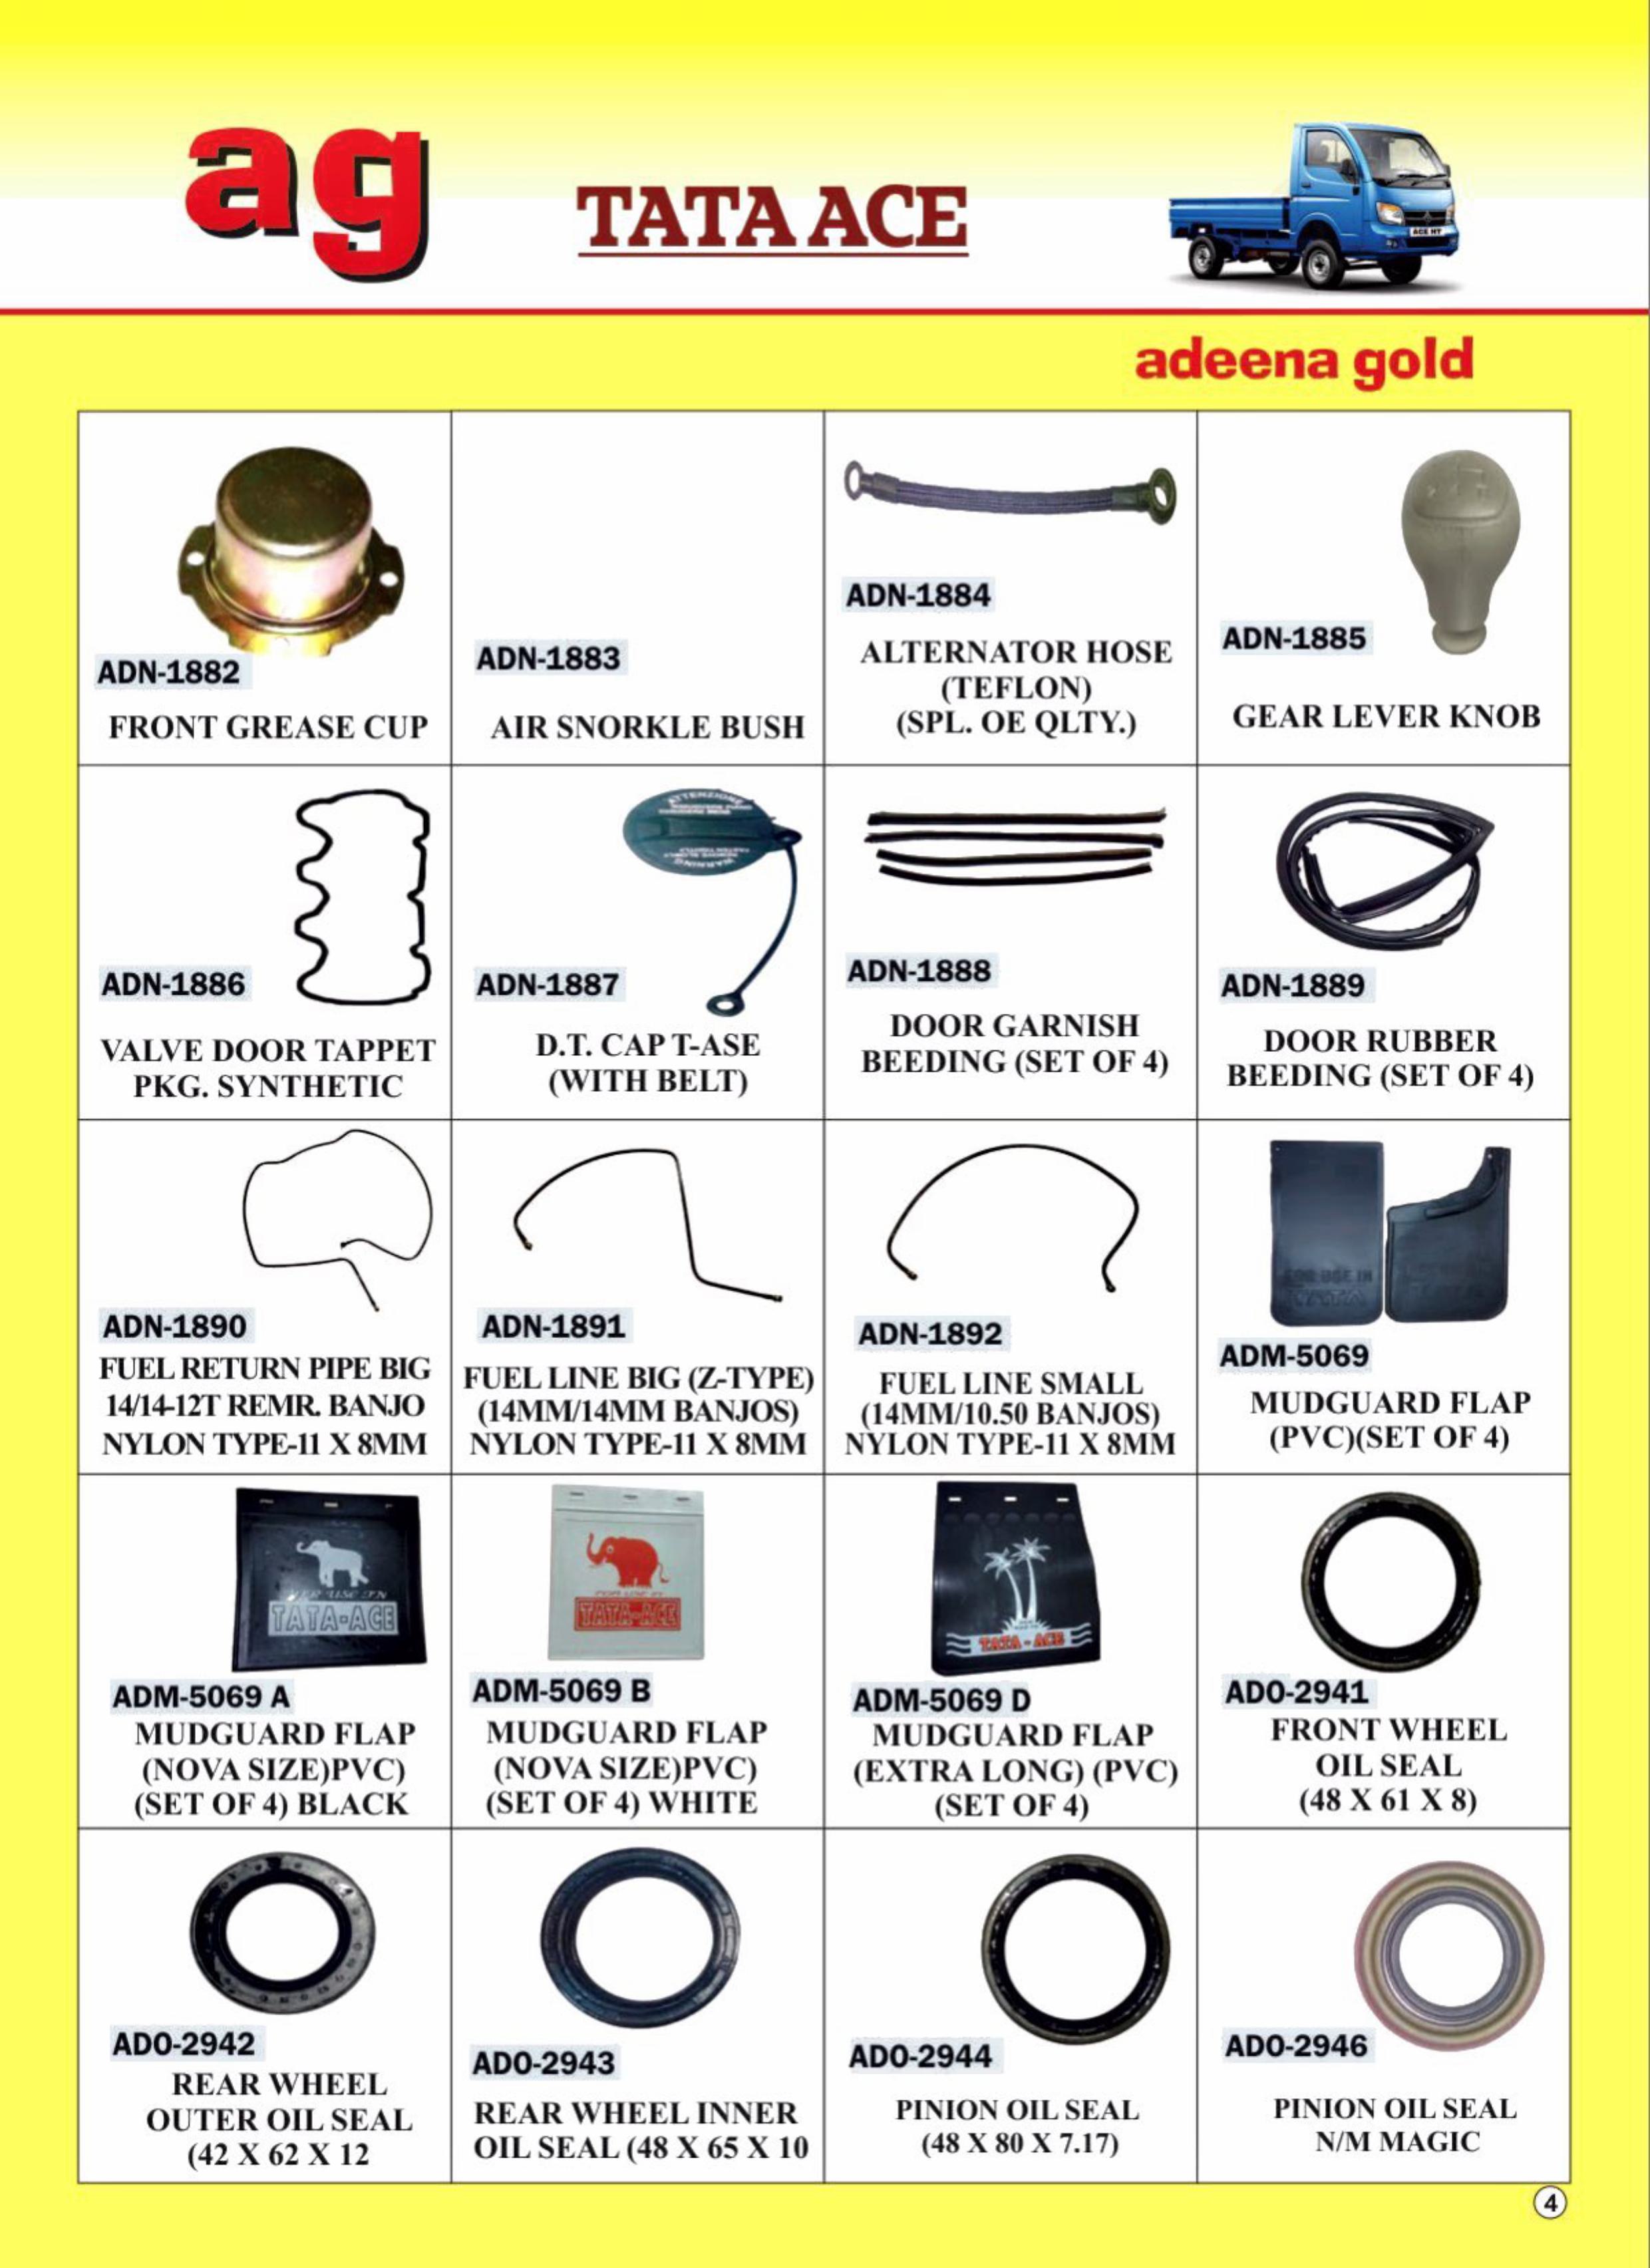 ag
TATA ACE
ACE HT
adeena gold
ADN-1882
FRONT GREASE CUP
ADN-1883
AIR SNORKLE BUSH
ADN-1884
ALTERNATOR HOSE
(TEFLON)
(SPL. OE QLTY.)
ADN-1885
GEAR LEVER KNOB
ADN-1886
VALVE DOOR TAPPET
PKG. SYNTHETIC
ATTENZIONE
WARNING
ADN-1887
D.T. CAP T-ASE
(WITH BELT)
ADN-1888
DOOR GARNISH
BEEDING (SET OF 4)
ADN-1889
DOOR RUBBER
BEEDING (SET OF 4)
ADN-1890
FUEL RETURN PIPE BIG
14/14-12T REMR. BANJO
NYLON TYPE-11 X 8MM
ADN-1891
FUEL LINE BIG (Z-TYPE)
(14MM/14MM BANJOS)
NYLON TYPE-11 X 8MM
ADN-1892
FUEL LINE SMALL
(14MM/10.50 BANJOS)
NYLON TYPE-11 X 8MM
FOR USE IN
TATA
ADM-5069
MUDGUARD FLAP
(PVC)(SET OF 4)
FOR USE IN
TATA-ACE
ADM-5069 A
MUDGUARD FLAP
(NOVA SIZE)PVC)
(SET OF 4) BLACK
FOR USE IN
TATA-ACE
ADM-5069 B
MUDGUARD FLAP
(NOVA SIZE)PVC)
(SET OF 4) WHITE
TATA - ACE
ADM-5069 D
MUDGUARD FLAP
(EXTRA LONG) (PVC)
(SET OF 4)
ADO-2941
FRONT WHEEL
OIL SEAL
(48 X 61 X 8)
ADO-2942
REAR WHEEL
OUTER OIL SEAL
(42 X 62 X 12
ADO-2943
REAR WHEEL INNER
OIL SEAL (48 X 65 X 10
ADO-2944
PINION OIL SEAL
(48 X 80 X 7.17)
ADO-2946
PINION OIL SEAL
N/M MAGIC
4